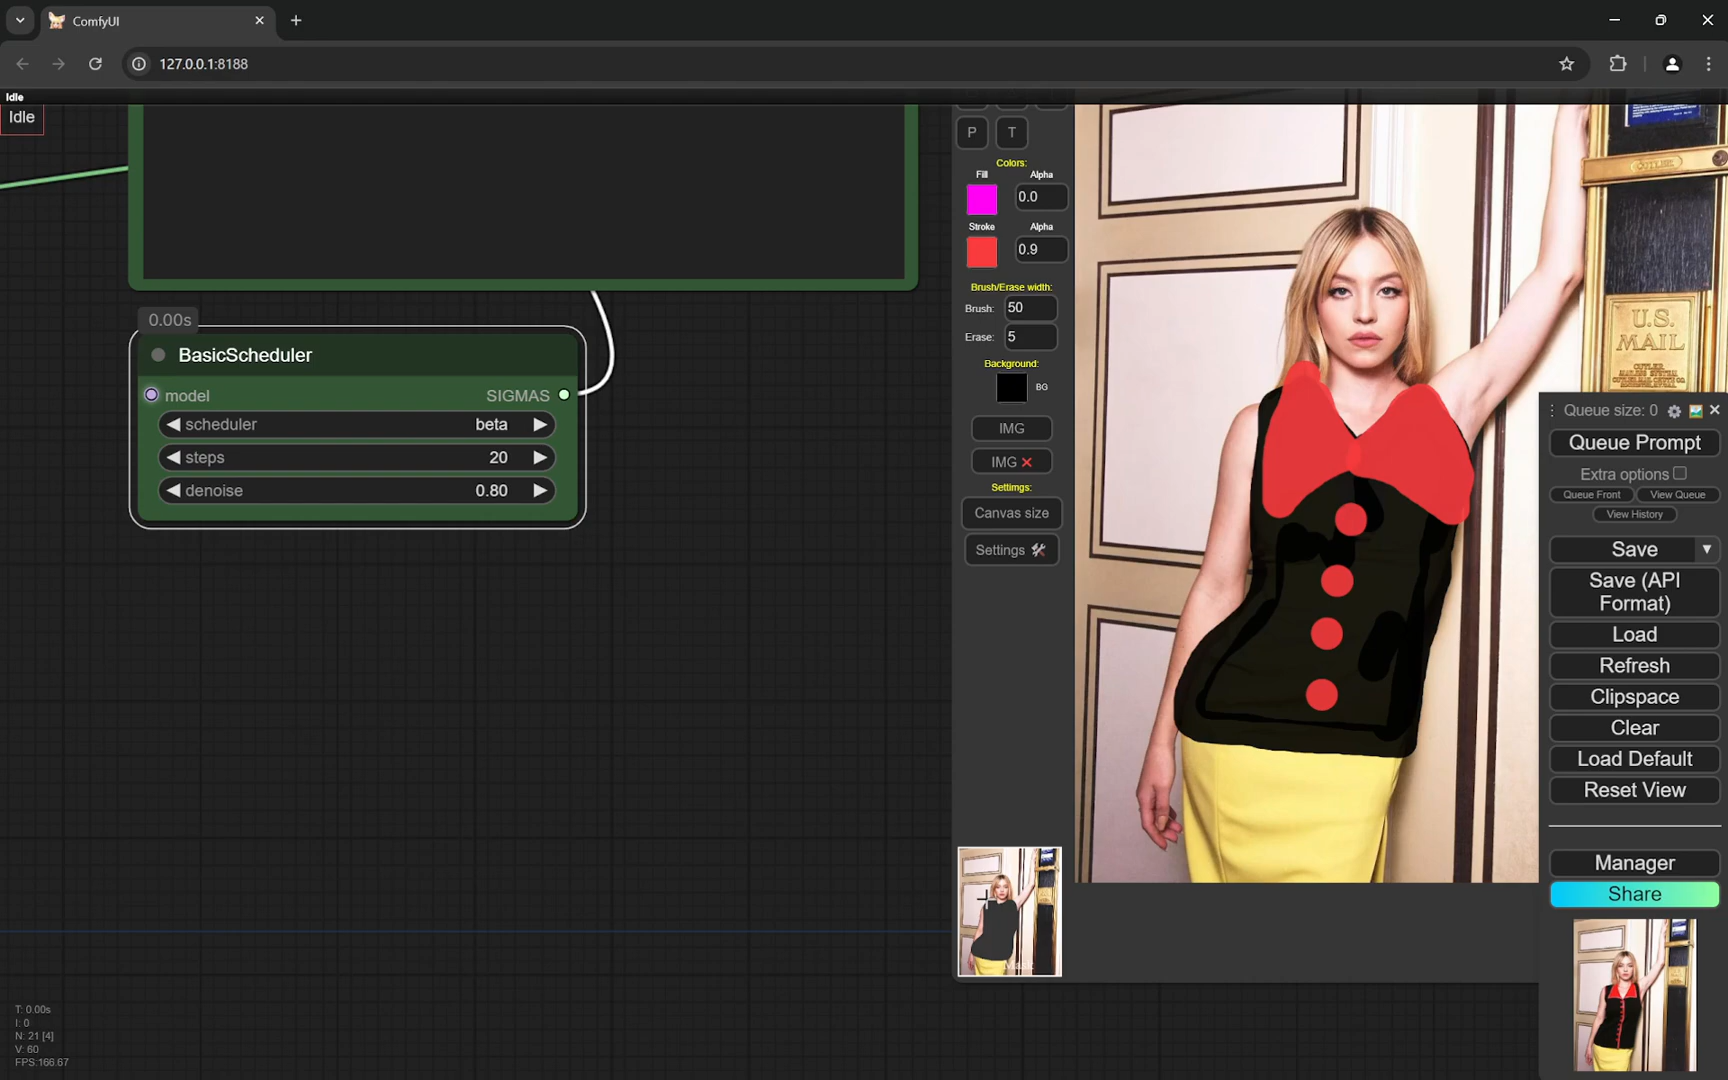 ComfyUI
127.0.0.1:8188
Idle
Idle
P
T
Colors:
Fill
Alpha
0.0
Stroke
Alpha
0.9
Brush/Erase width:
Brush:
50
Erase:
5
Background:
BG
IMG
IMG
Settimgs:
Canvas size
Settings
0.00s
BasicScheduler
model
SIGMAS
scheduler
beta
steps
20
denoise
0.80
CUTLER
U.S.
MAIL
Queue size: 0
Queue Prompt
Extra options
Queue Front
View Queue
View History
Save
Save (API
Format)
Load
Refresh
Clipspace
Clear
Load Default
Reset View
Manager
Share
T: 0.00s
I: 0
N: 21 [4]
V: 60
FPS:166.67